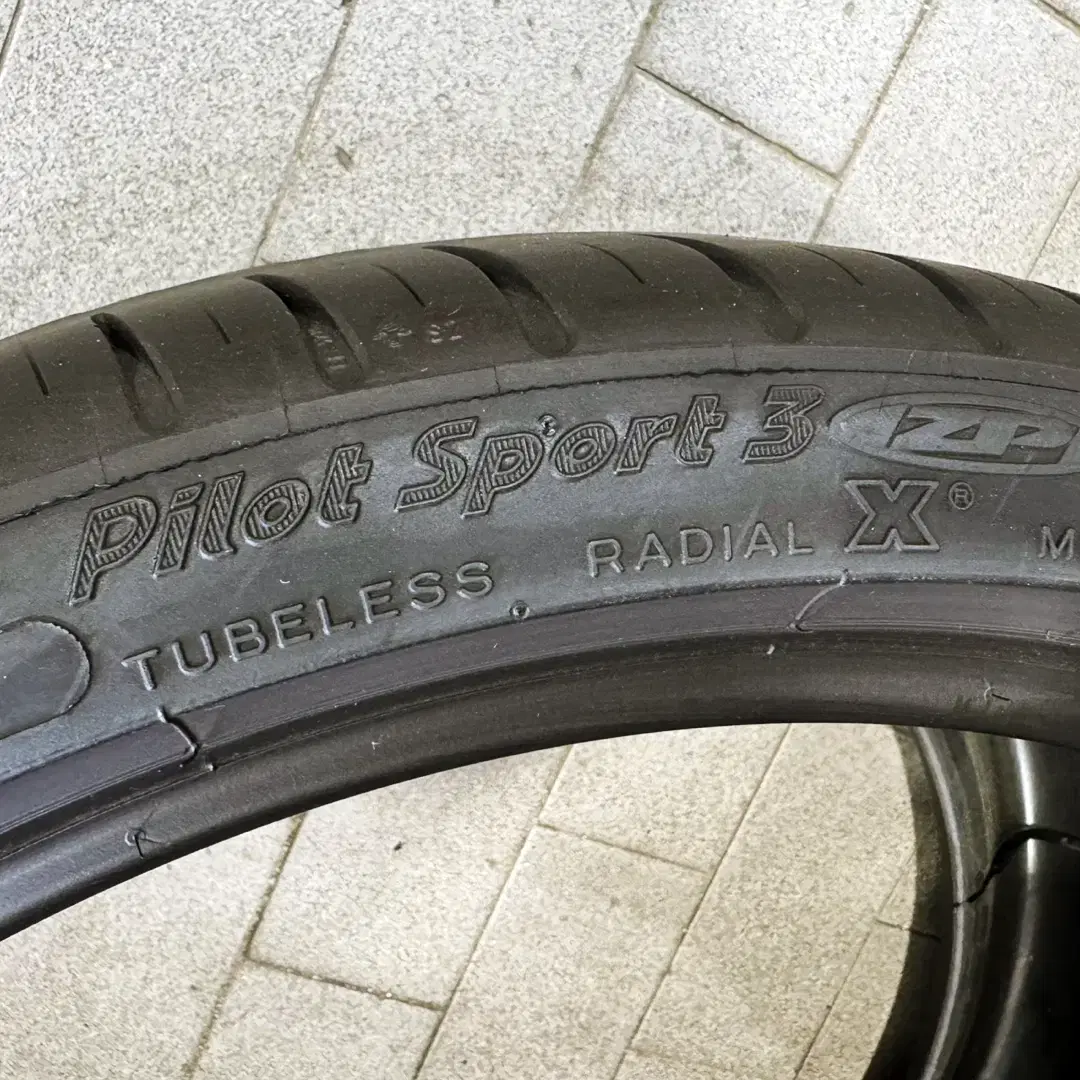 Pilot Sport 3 ZP
TUBELESS RADIAL X® M